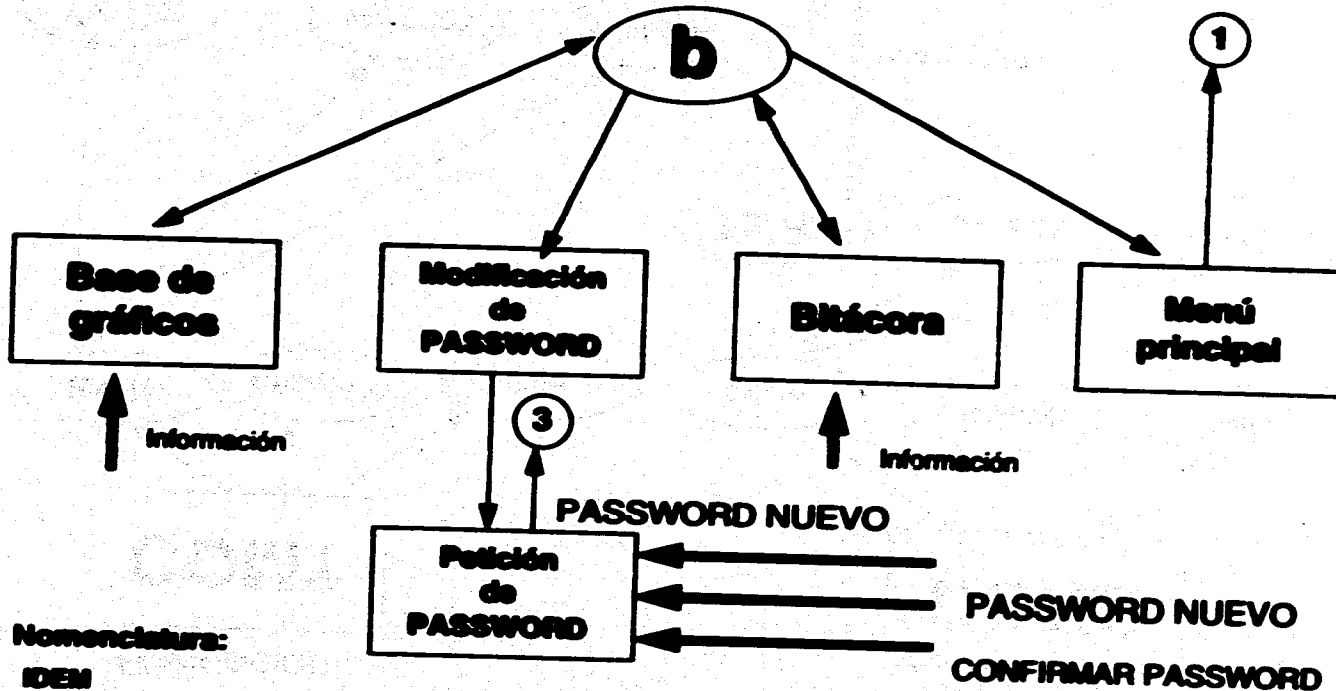 b
1
Base de
gráficos
Modificación
de
PASSWORD
Bitácora
Menú
principal
Información
3
Información
PASSWORD NUEVO
Petición
de
PASSWORD
PASSWORD NUEVO
CONFIRMAR PASSWORD
Nomenclatura:
IDEM